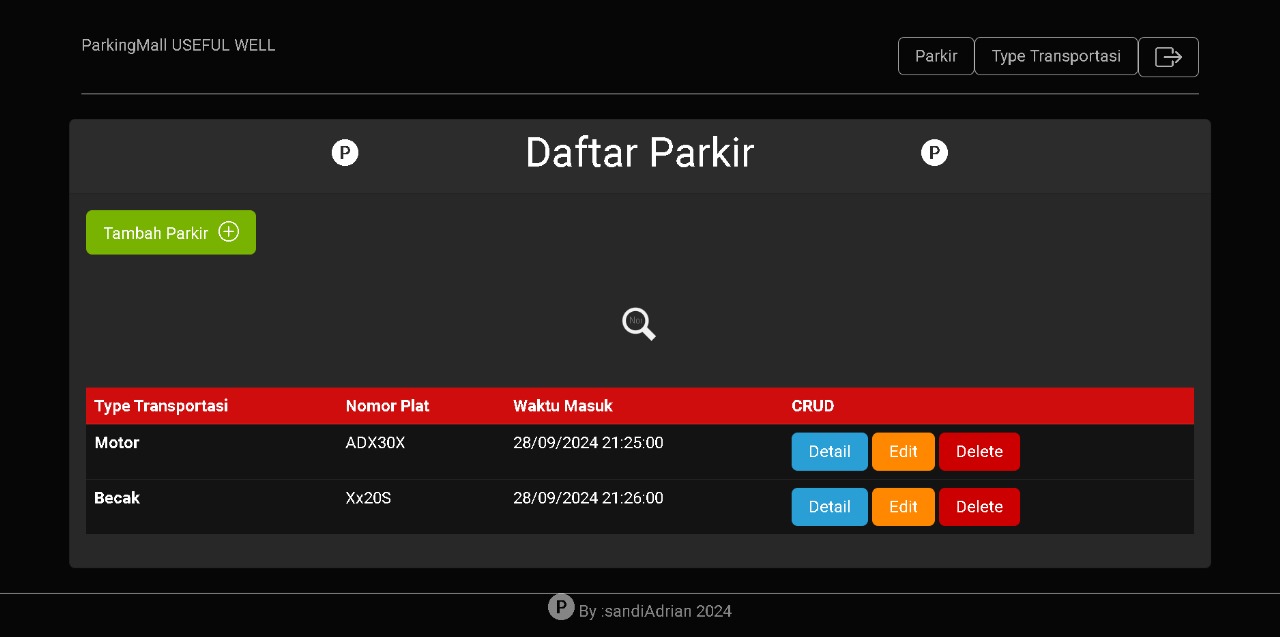 ParkingMall USEFUL WELL
Parkir
Type Transportasi
P Daftar Parkir P
Tambah Parkir
Type Transportasi Nomor Plat Waktu Masuk CRUD
Motor ADX30X 28/09/2024 21:25:00 Detail Edit Delete
Becak Xx20S 28/09/2024 21:26:00 Detail Edit Delete
P By :sandiAdrian 2024